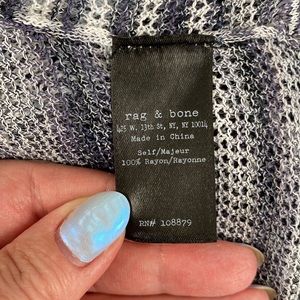 rag & bone
425 W. 13th St, NY, NY 10014
Made in China
Self/Majeur
100% Rayon/Rayonne
RN# 108879